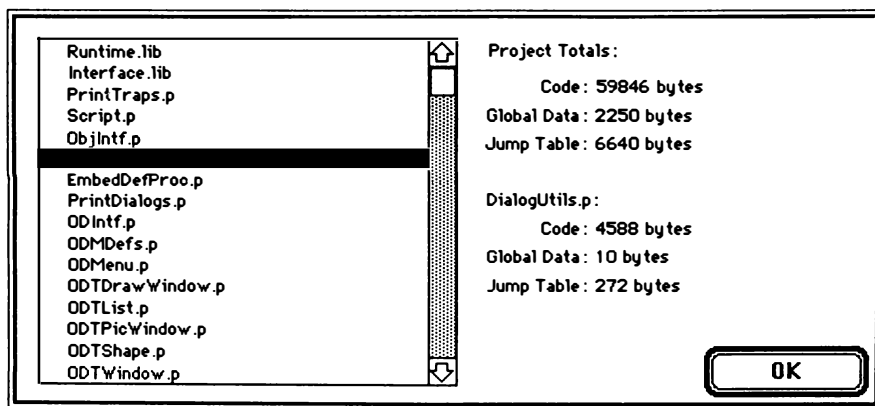 Runtime.lib
Interface.lib
PrintTraps.p
Script.p
ObjIntf.p
EmbedDefProc.p
PrintDialogs.p
ODIntf.p
ODMDefs.p
ODMenu.p
ODTDrawWindow.p
ODTList.p
ODTPicWindow.p
ODTShape.p
ODTWindow.p
Project Totals:
Code: 59846 bytes
Global Data: 2250 bytes
Jump Table: 6640 bytes
DialogUtils.p:
Code: 4588 bytes
Global Data: 10 bytes
Jump Table: 272 bytes
OK